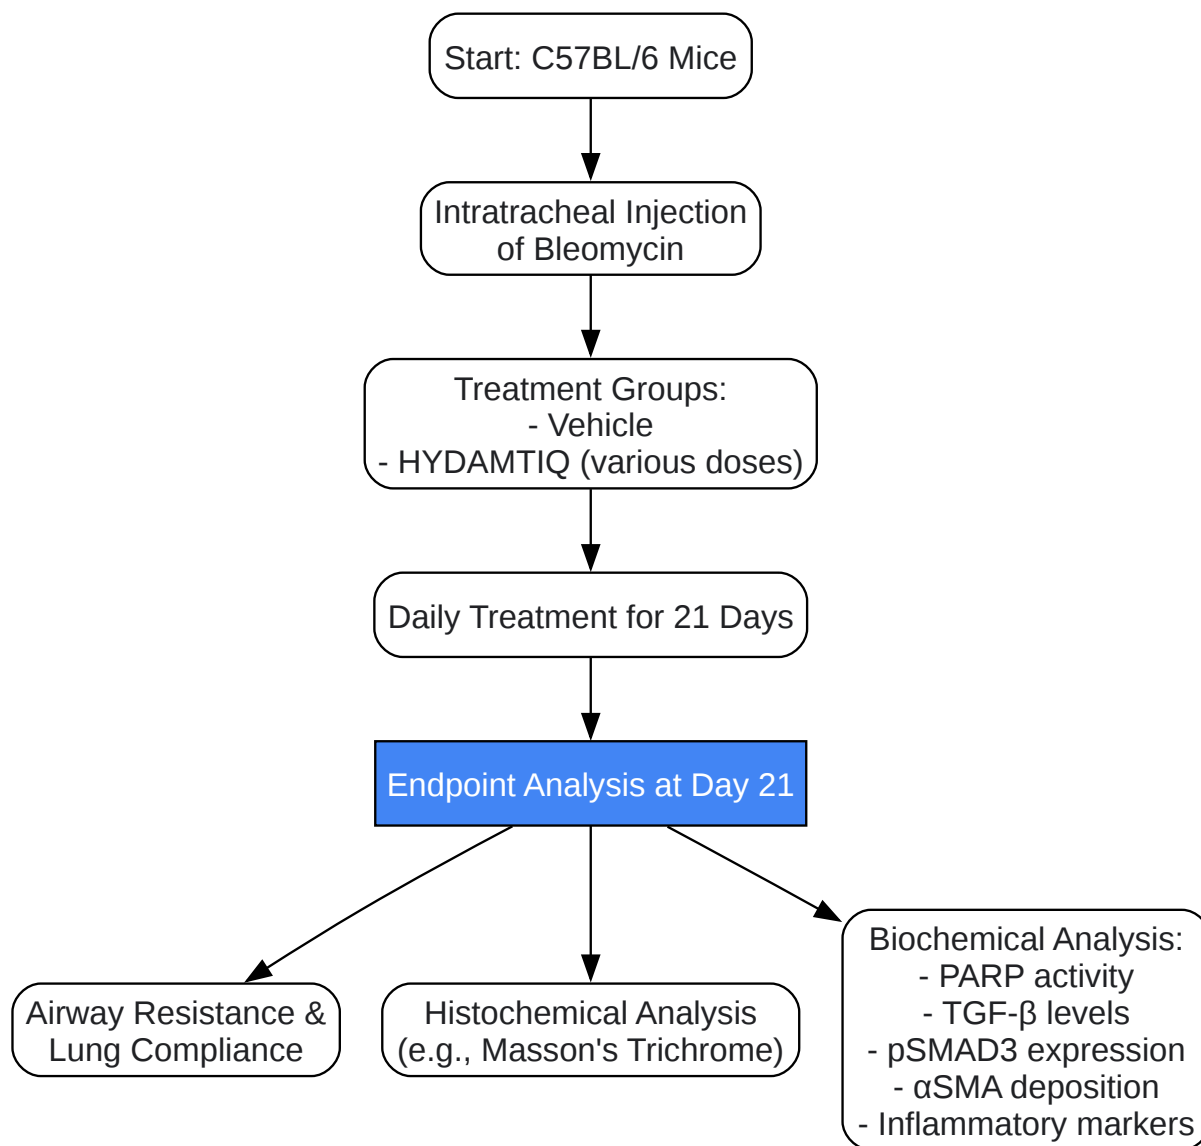 Start: C57BL/6 Mice
Intratracheal Injection
of Bleomycin
Treatment Groups:
- Vehicle
- HYDAMTIQ (various doses)
Daily Treatment for 21 Days
Endpoint Analysis at Day 21
Airway Resistance &
Lung Compliance
Histochemical Analysis
(e.g., Masson's Trichrome)
Biochemical Analysis:
- PARP activity
- TGF-β levels
- pSMAD3 expression
- αSMA deposition
- Inflammatory markers